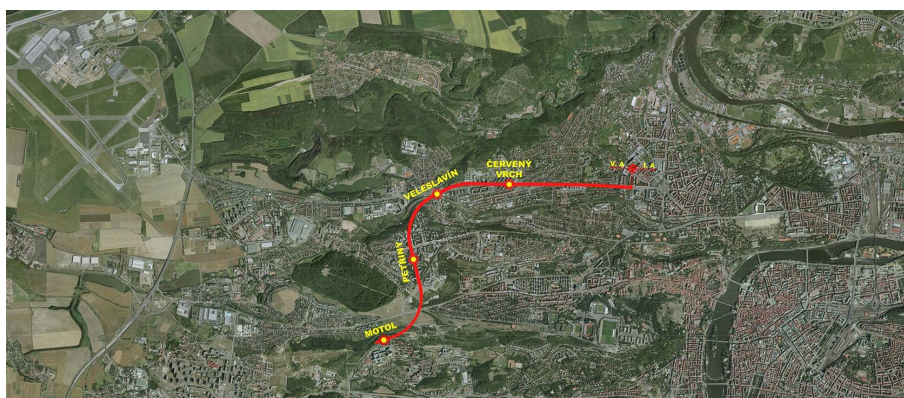 ČERVENÝ
VRCH
VELESLAVÍN
PETŘINY
MOTOL